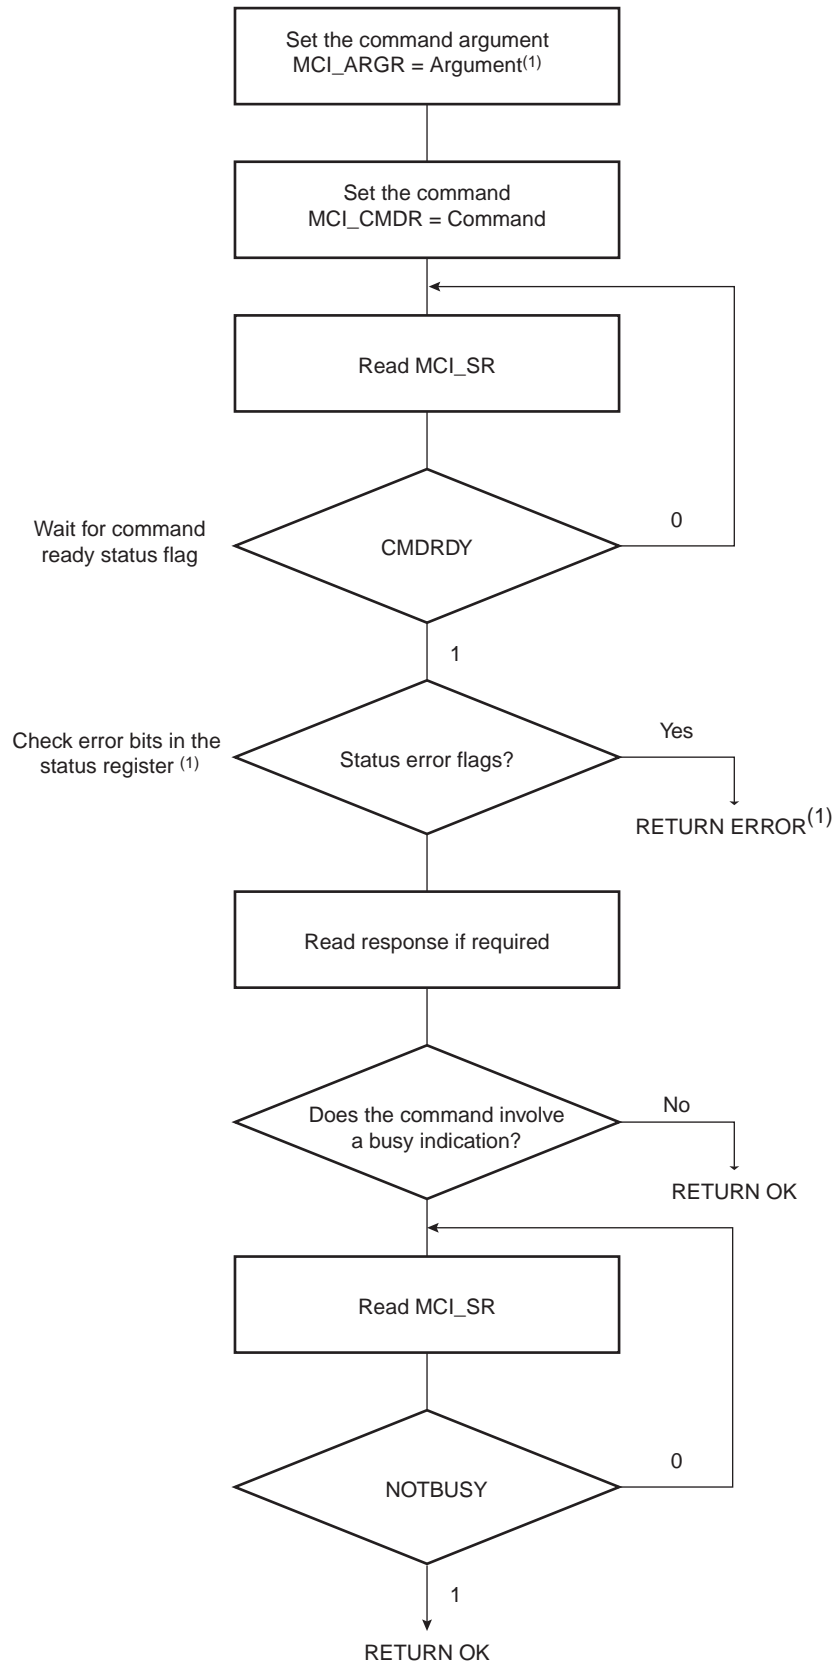 Set the command argument
MCI_ARGR = Argument(1)
Set the command
MCI_CMDR = Command
Read MCI_SR
Wait for command
ready status flag
CMDRDY
0
1
Check error bits in the
status register (1)
Status error flags?
Yes
RETURN ERROR(1)
Read response if required
Does the command involve
a busy indication?
No
RETURN OK
Read MCI_SR
NOTBUSY
0
1
RETURN OK